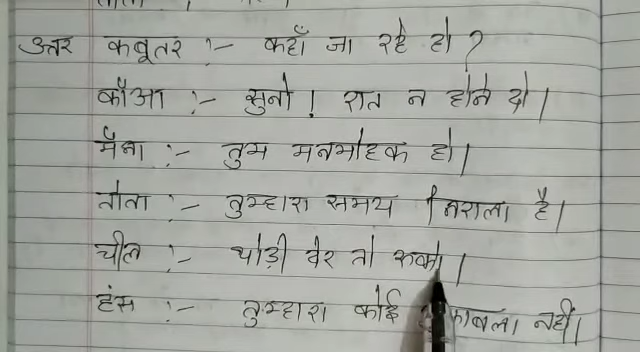 उत्तर कबूतर :- कहाँ जा रहे हो ?
कौआ :- सुनो ! रात न होने दो |
मैना :- तुम मनमोहक हो |
तोता :- तुम्हारा समय निराला है |
चील :- थोड़ी देर तो रुको |
हंस :- तुम्हारा कोई नहीं |